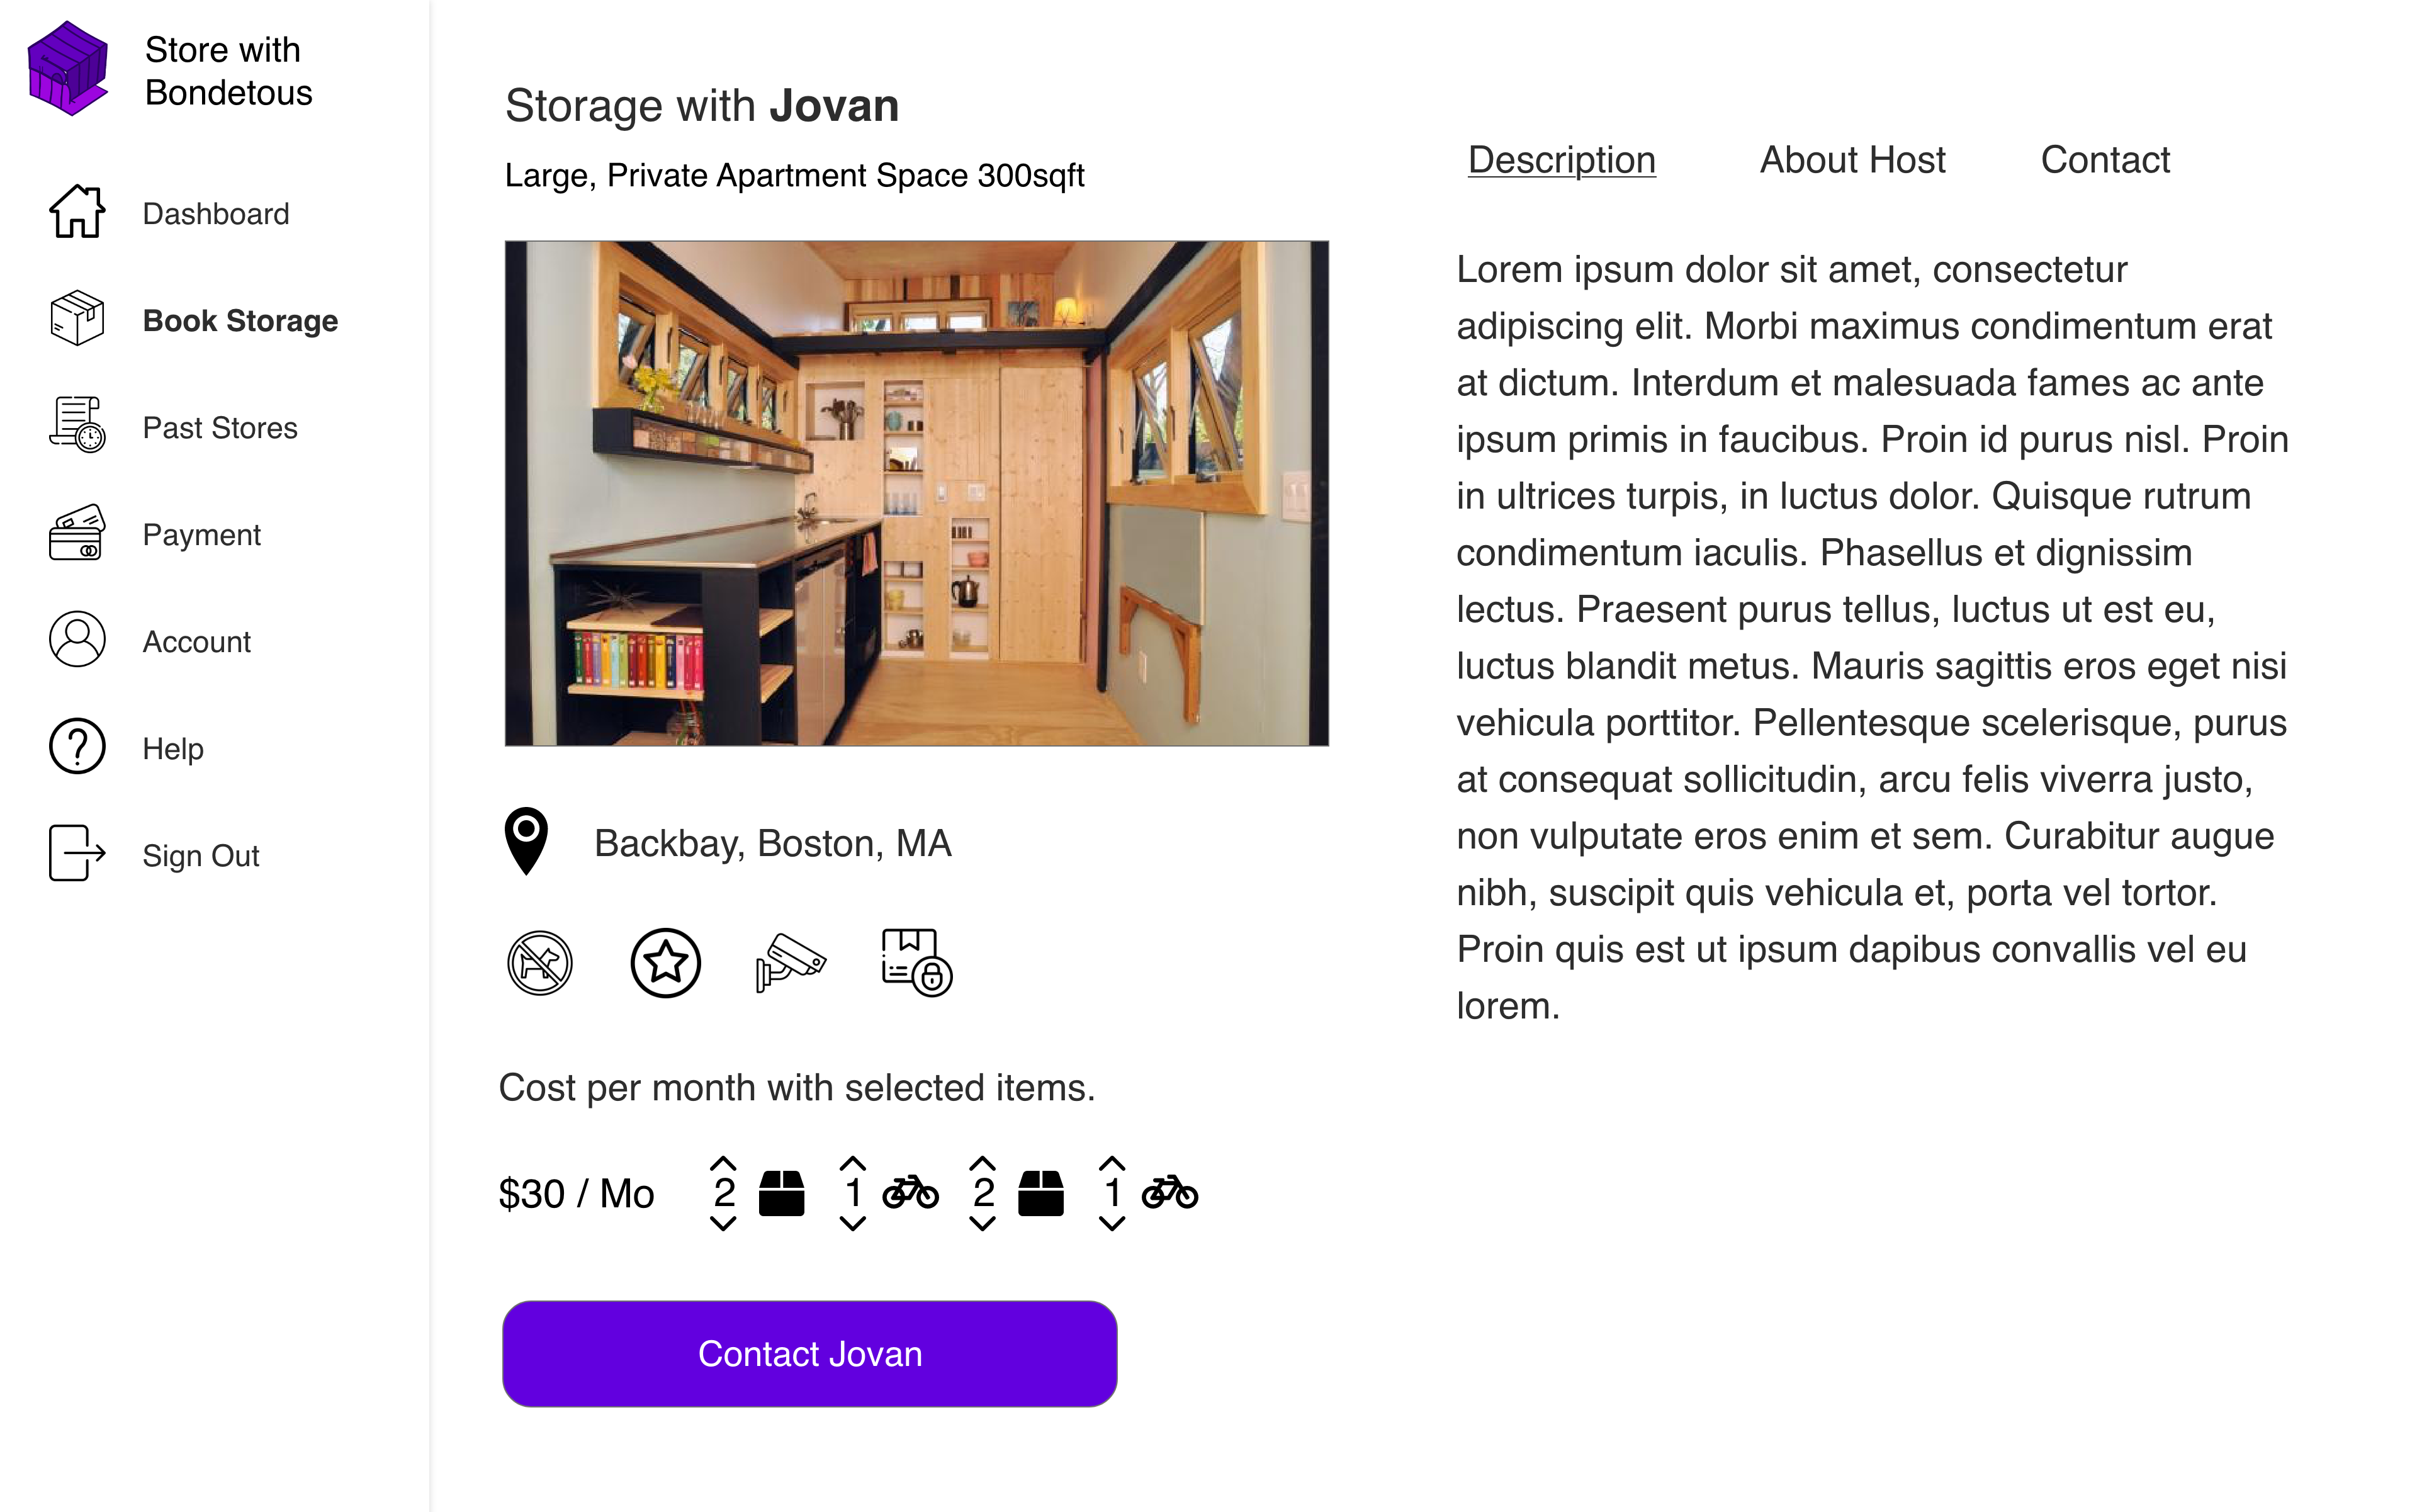 Store with
Bondetous
Dashboard
Book Storage
Past Stores
Payment
Account
Help
Sign Out
Storage with Jovan
Large, Private Apartment Space 300sqft
Backbay, Boston, MA
Cost per month with selected items.
$30 / Mo 2 1 2 1
Contact Jovan
Description About Host Contact
Lorem ipsum dolor sit amet, consectetur
adipiscing elit. Morbi maximus condimentum erat
at dictum. Interdum et malesuada fames ac ante
ipsum primis in faucibus. Proin id purus nisl. Proin
in ultrices turpis, in luctus dolor. Quisque rutrum
condimentum iaculis. Phasellus et dignissim
lectus. Praesent purus tellus, luctus ut est eu,
luctus blandit metus. Mauris sagittis eros eget nisi
vehicula porttitor. Pellentesque scelerisque, purus
at consequat sollicitudin, arcu felis viverra justo,
non vulputate eros enim et sem. Curabitur augue
nibh, suscipit quis vehicula et, porta vel tortor.
Proin quis est ut ipsum dapibus convallis vel eu
lorem.